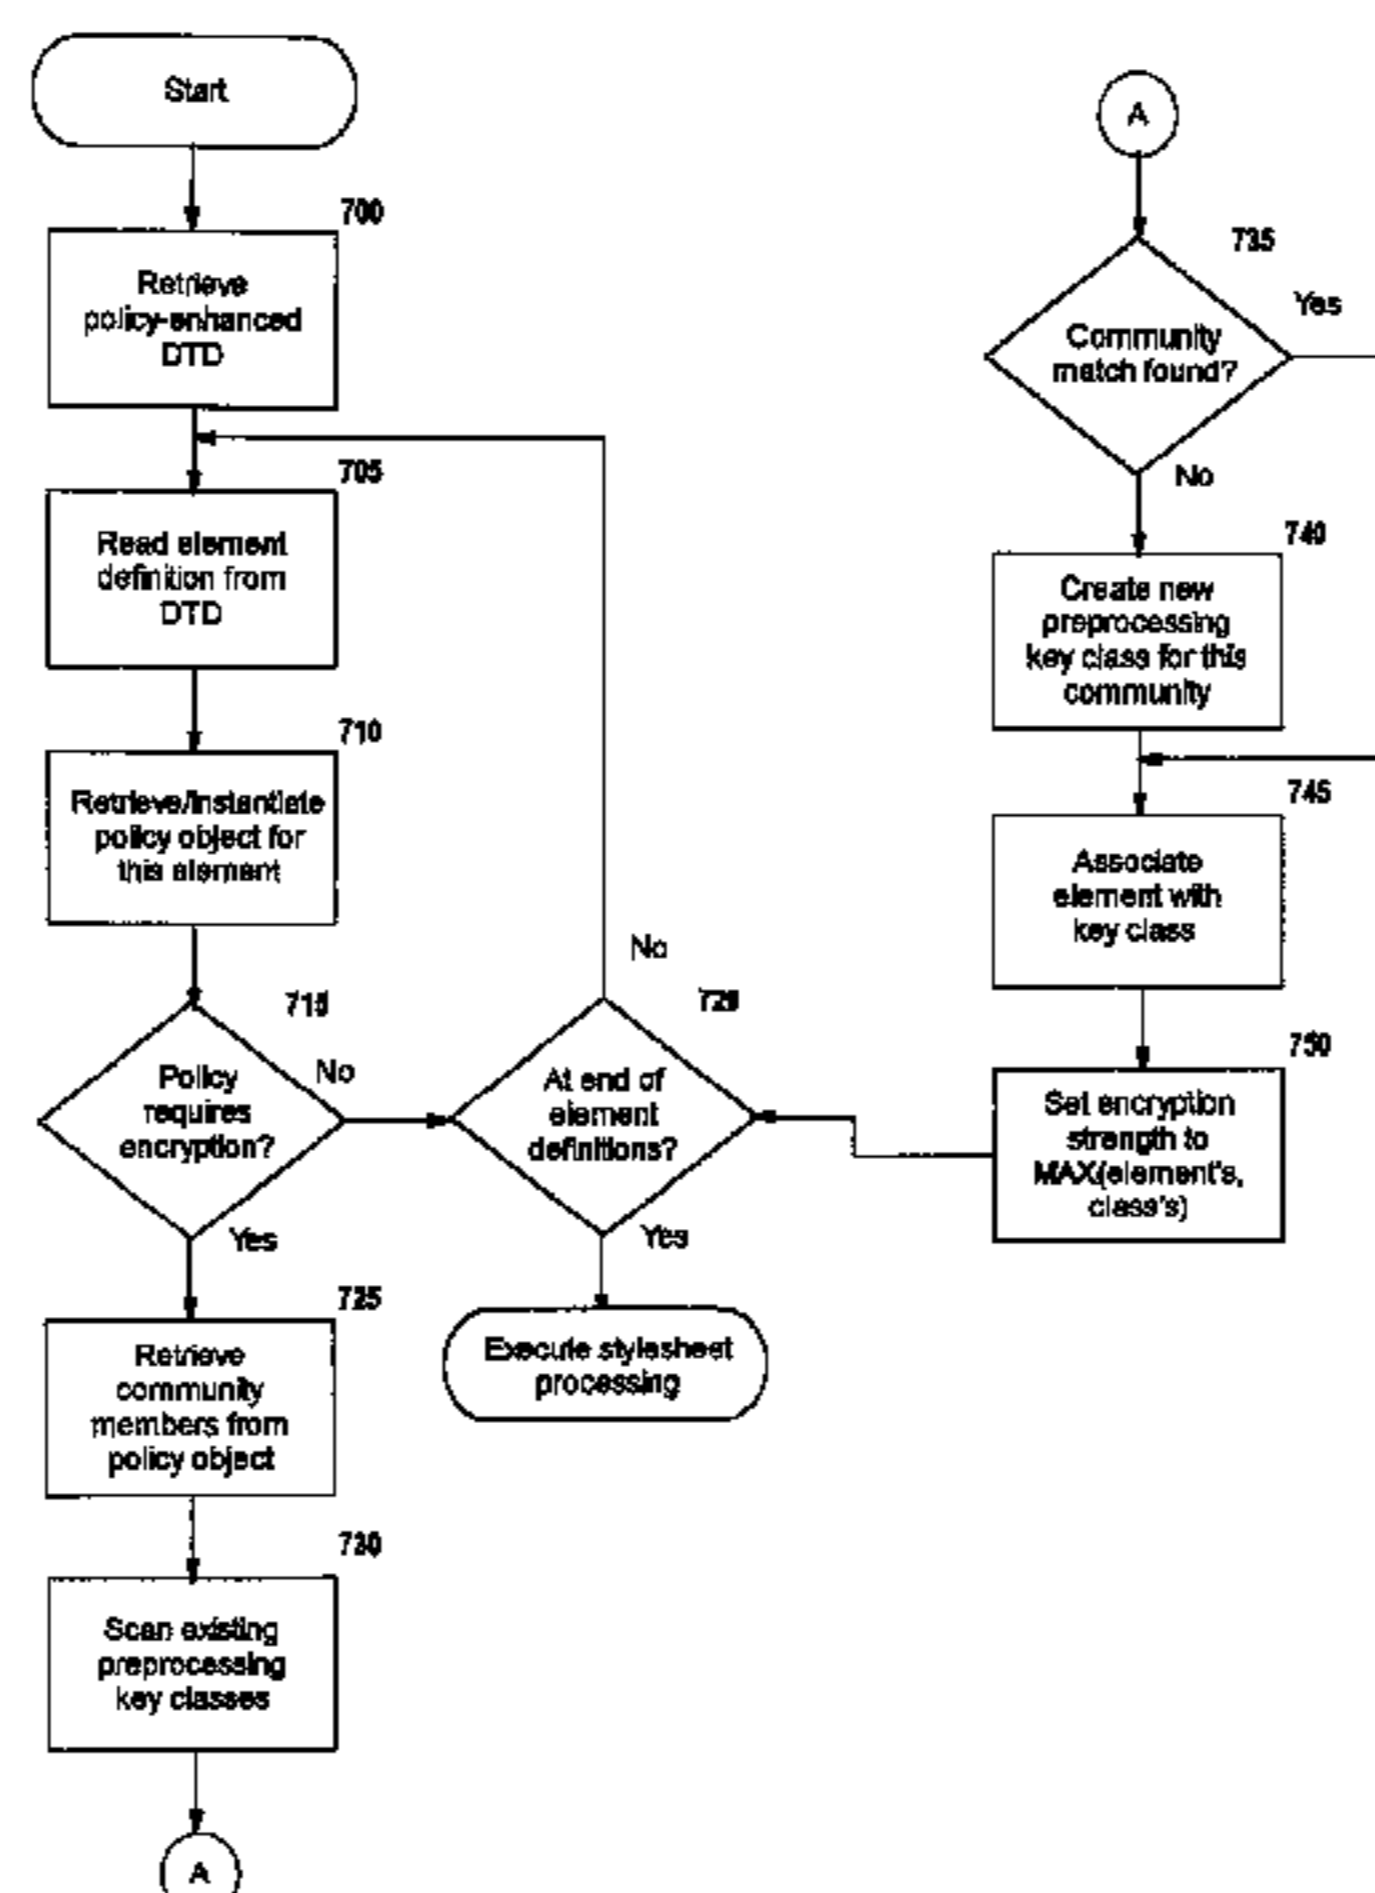 Start
700
Retrieve
policy-enhanced
DTD
705
Read element
definition from
DTD
710
Retrieve/Instantiate
policy object for
this element
715
Policy
requires
encryption?
No
Yes
720
At end of
element
definitions?
No
Yes
Execute stylesheet
processing
725
Retrieve
community
members from
policy object
730
Scan existing
preprocessing
key classes
A
A
735
Community
match found?
Yes
No
740
Create new
preprocessing
key class for this
community
745
Associate
element with
key class
750
Set encryption
strength to
MAX(element's,
class's)